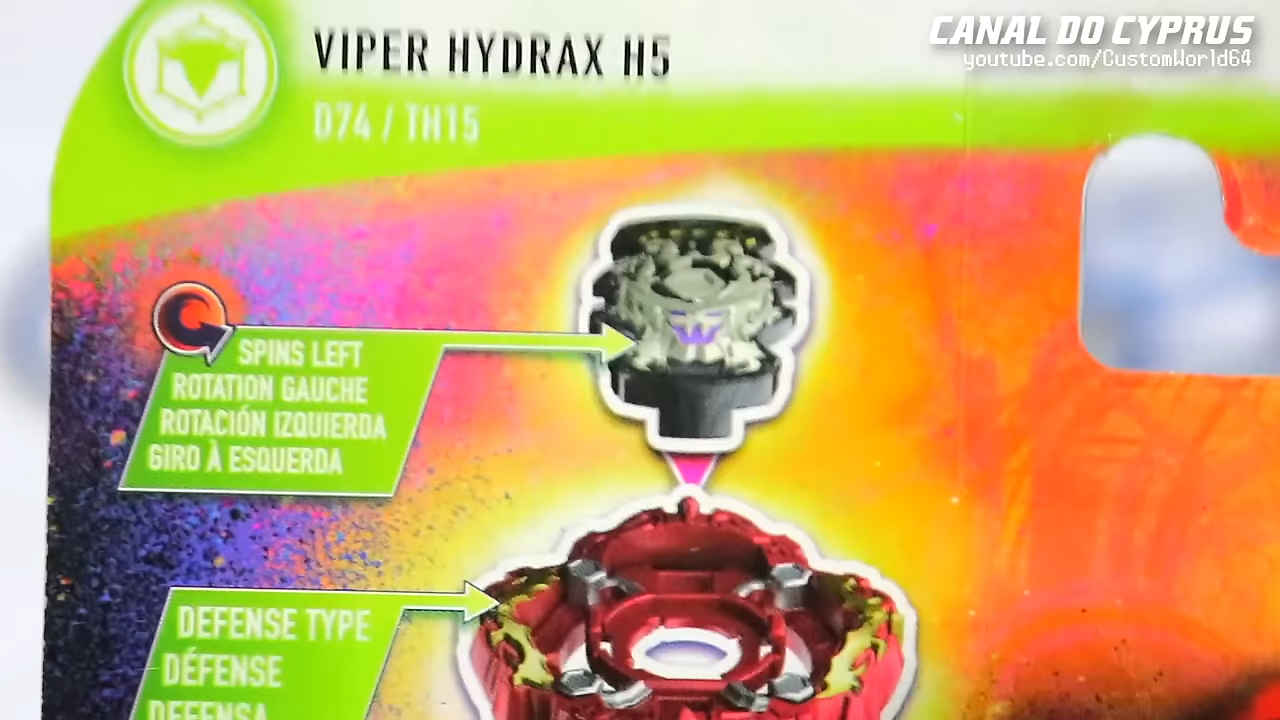 CANAL DO CYPRUS
youtube.com/CustomWorld64
VIPER HYDRAX H5
D74 / TH15
SPINS LEFT
ROTATION GAUCHE
ROTACIÓN IZQUIERDA
GIRO À ESQUERDA
DEFENSE TYPE
DÉFENSE
DEFENSA